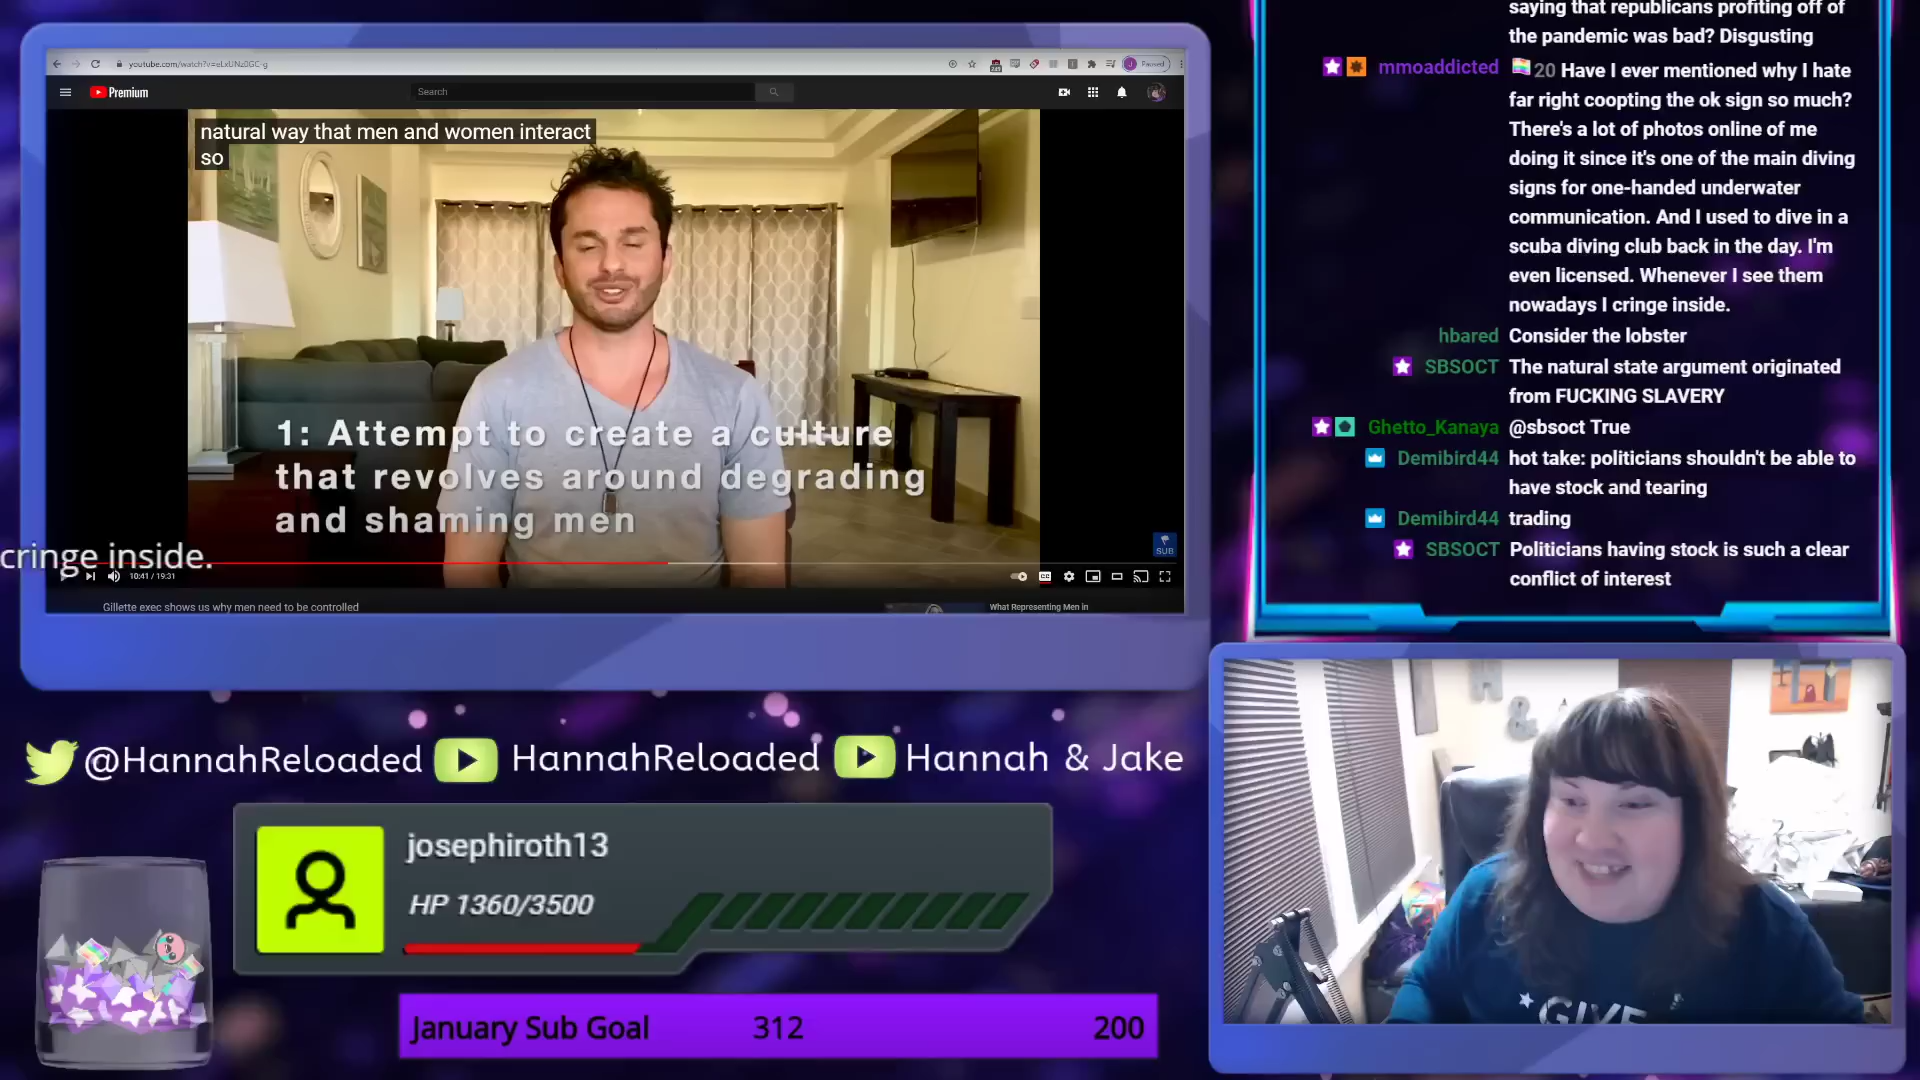 youtube.com/watch?v=eLxUNz0GC-g
Paused
Premium
Search
natural way that men and women interact
so
1: Attempt to create a culture
that revolves around degrading
and shaming men
SUB
cringe inside.
10:41 / 19:31
Gillette exec shows us why men need to be controlled
What Representing Men in
saying that republicans profiting off of
the pandemic was bad? Disgusting
mmoaddicted 20 Have I ever mentioned why I hate
far right coopting the ok sign so much?
There's a lot of photos online of me
doing it since it's one of the main diving
signs for one-handed underwater
communication. And I used to dive in a
scuba diving club back in the day. I'm
even licensed. Whenever I see them
nowadays I cringe inside.
hbared Consider the lobster
SBSOCT The natural state argument originated
from FUCKING SLAVERY
Ghetto_Kanaya @sbsoct True
Demibird44 hot take: politicians shouldn't be able to
have stock and tearing
Demibird44 trading
SBSOCT Politicians having stock is such a clear
conflict of interest
@HannahReloaded HannahReloaded Hannah & Jake
josephiroth13
HP 1360/3500
January Sub Goal 312 200
H &
GIVE